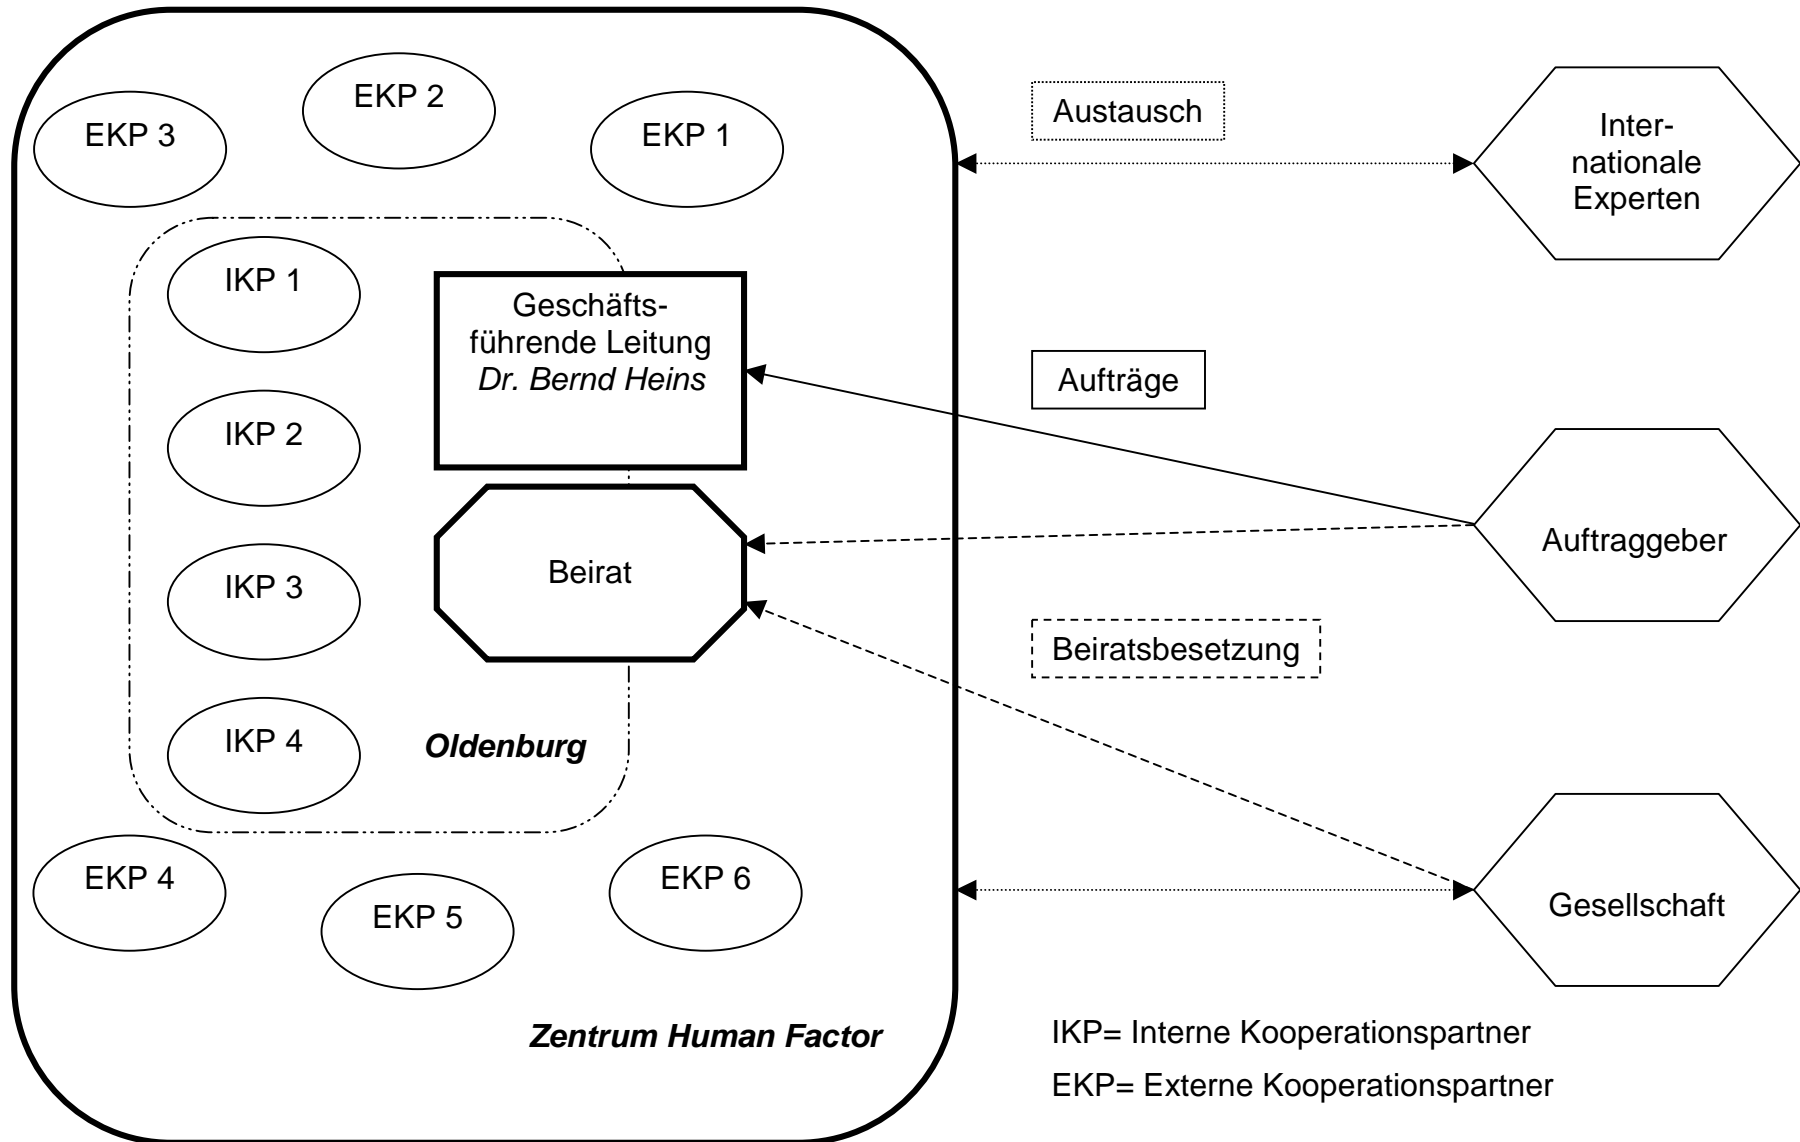 EKP 3
EKP 2
EKP 1
IKP 1
IKP 2
IKP 3
IKP 4
Geschäfts-
führende Leitung
Dr. Bernd Heins
Beirat
Oldenburg
EKP 4
EKP 5
EKP 6
Zentrum Human Factor
Austausch
Aufträge
Beiratsbesetzung
Inter-
nationale
Experten
Auftraggeber
Gesellschaft
IKP= Interne Kooperationspartner
EKP= Externe Kooperationspartner